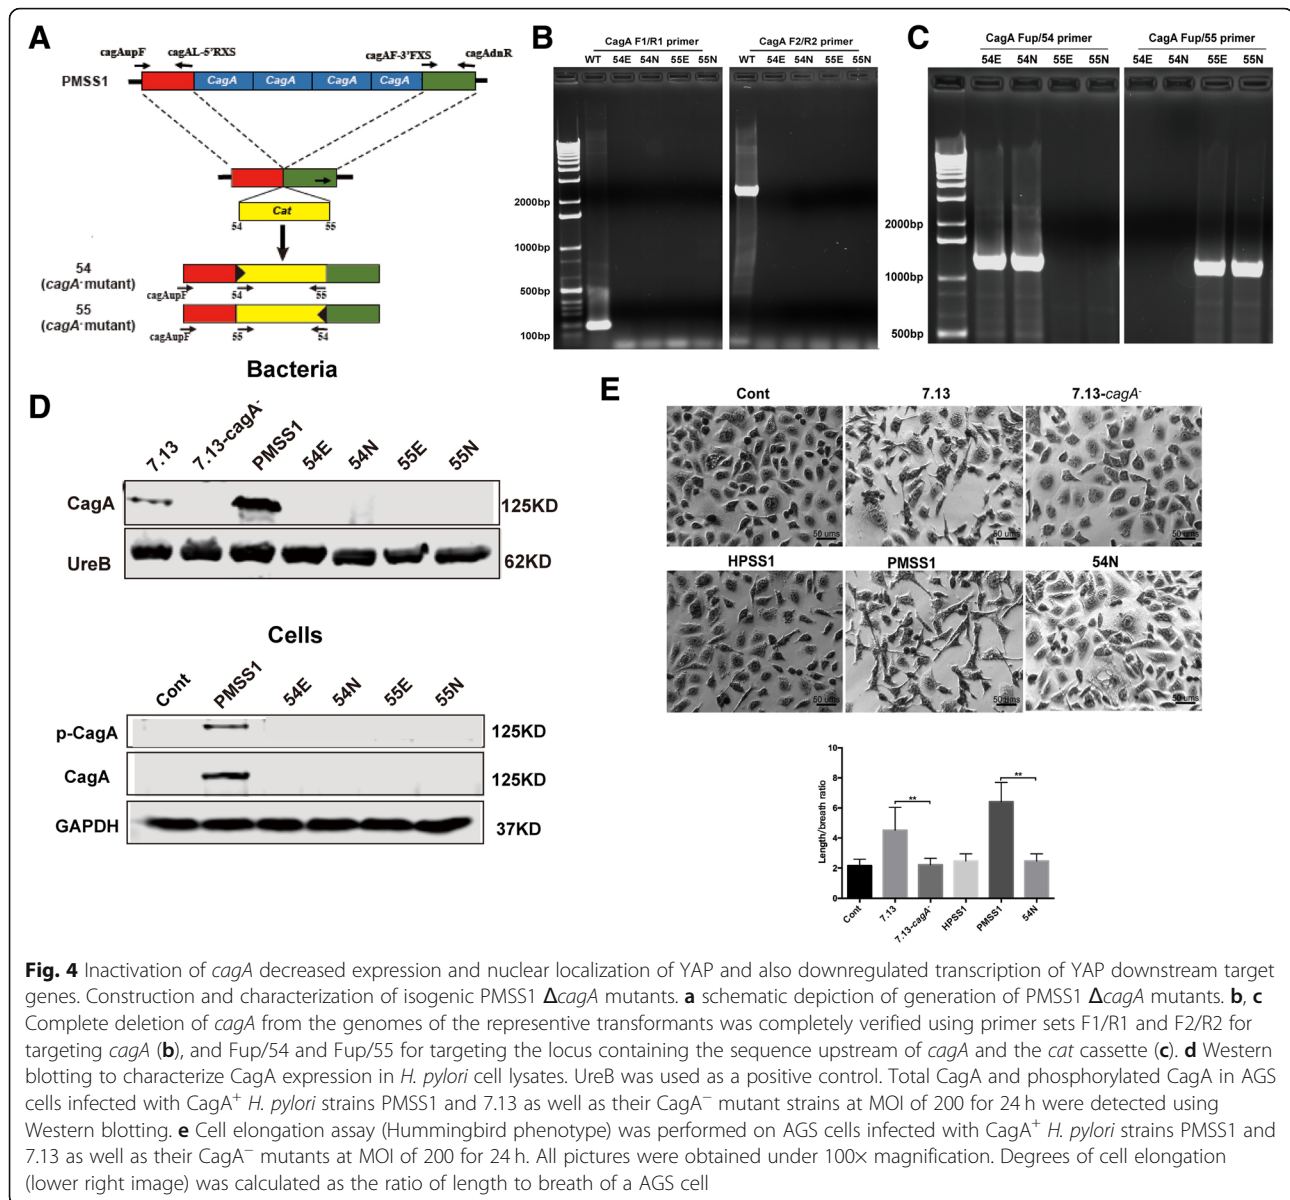 A
cagAupF
cagAL-5'RXS
cagAF-3'FXS
cagAdnR
PMSS1
CagA CagA CagA CagA
Cat
54 55
54
(cagA- mutant)
cagAupF 54 55
55
(cagA- mutant)
cagAupF 55 54
B
CagA F1/R1 primer
WT 54E 54N 55E 55N
CagA F2/R2 primer
WT 54E 54N 55E 55N
2000bp
1000bp
500bp
100bp
C
CagA Fup/54 primer
54E 54N 55E 55N
CagA Fup/55 primer
54E 54N 55E 55N
2000bp
1000bp
500bp
Bacteria
D
7.13 7.13-cagA- PMSS1 54E 54N 55E 55N
CagA 125KD
UreB 62KD
Cells
Cont PMSS1 54E 54N 55E 55N
p-CagA 125KD
CagA 125KD
GAPDH 37KD
E
Cont 7.13 7.13-cagA-
50 ums 50 ums 50 ums
HPSS1 PMSS1 54N
50 ums 50 ums 50 ums
Length/breath ratio
10
8
6
4
2
0
** **
Cont 7.13 7.13-cagA- HPSS1 PMSS1 54N
Fig. 4 Inactivation of cagA decreased expression and nuclear localization of YAP and also downregulated transcription of YAP downstream target
genes. Construction and characterization of isogenic PMSS1 ΔcagA mutants. a schematic depiction of generation of PMSS1 ΔcagA mutants. b, c
Complete deletion of cagA from the genomes of the representive transformants was completely verified using primer sets F1/R1 and F2/R2 for
targeting cagA (b), and Fup/54 and Fup/55 for targeting the locus containing the sequence upstream of cagA and the cat cassette (c). d Western
blotting to characterize CagA expression in H. pylori cell lysates. UreB was used as a positive control. Total CagA and phosphorylated CagA in AGS
cells infected with CagA+ H. pylori strains PMSS1 and 7.13 as well as their CagA− mutant strains at MOI of 200 for 24 h were detected using
Western blotting. e Cell elongation assay (Hummingbird phenotype) was performed on AGS cells infected with CagA+ H. pylori strains PMSS1 and
7.13 as well as their CagA− mutants at MOI of 200 for 24 h. All pictures were obtained under 100× magnification. Degrees of cell elongation
(lower right image) was calculated as the ratio of length to breath of a AGS cell